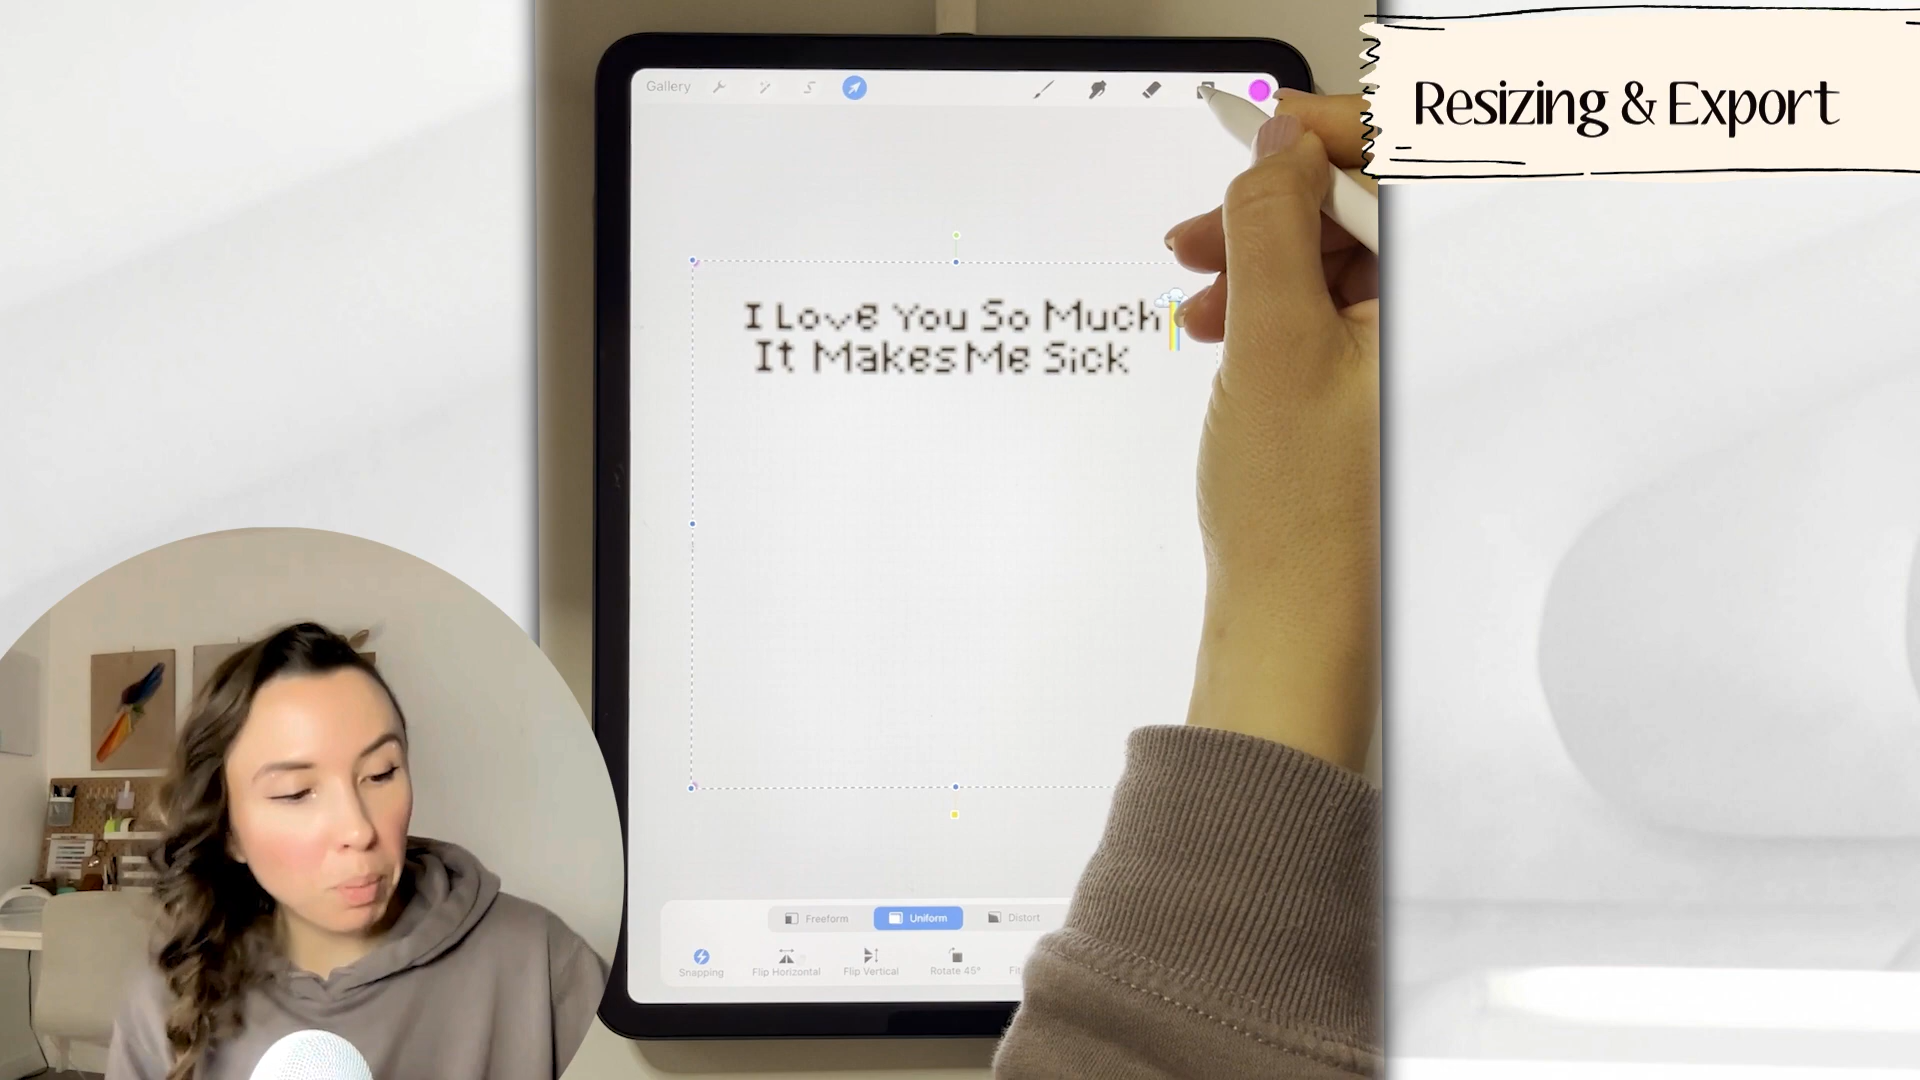 Resizing & Export
Gallery
I Love You So Much
It Makes Me Sick
Freeform
Uniform
Distort
Snapping
Flip Horizontal
Flip Vertical
Rotate 45°